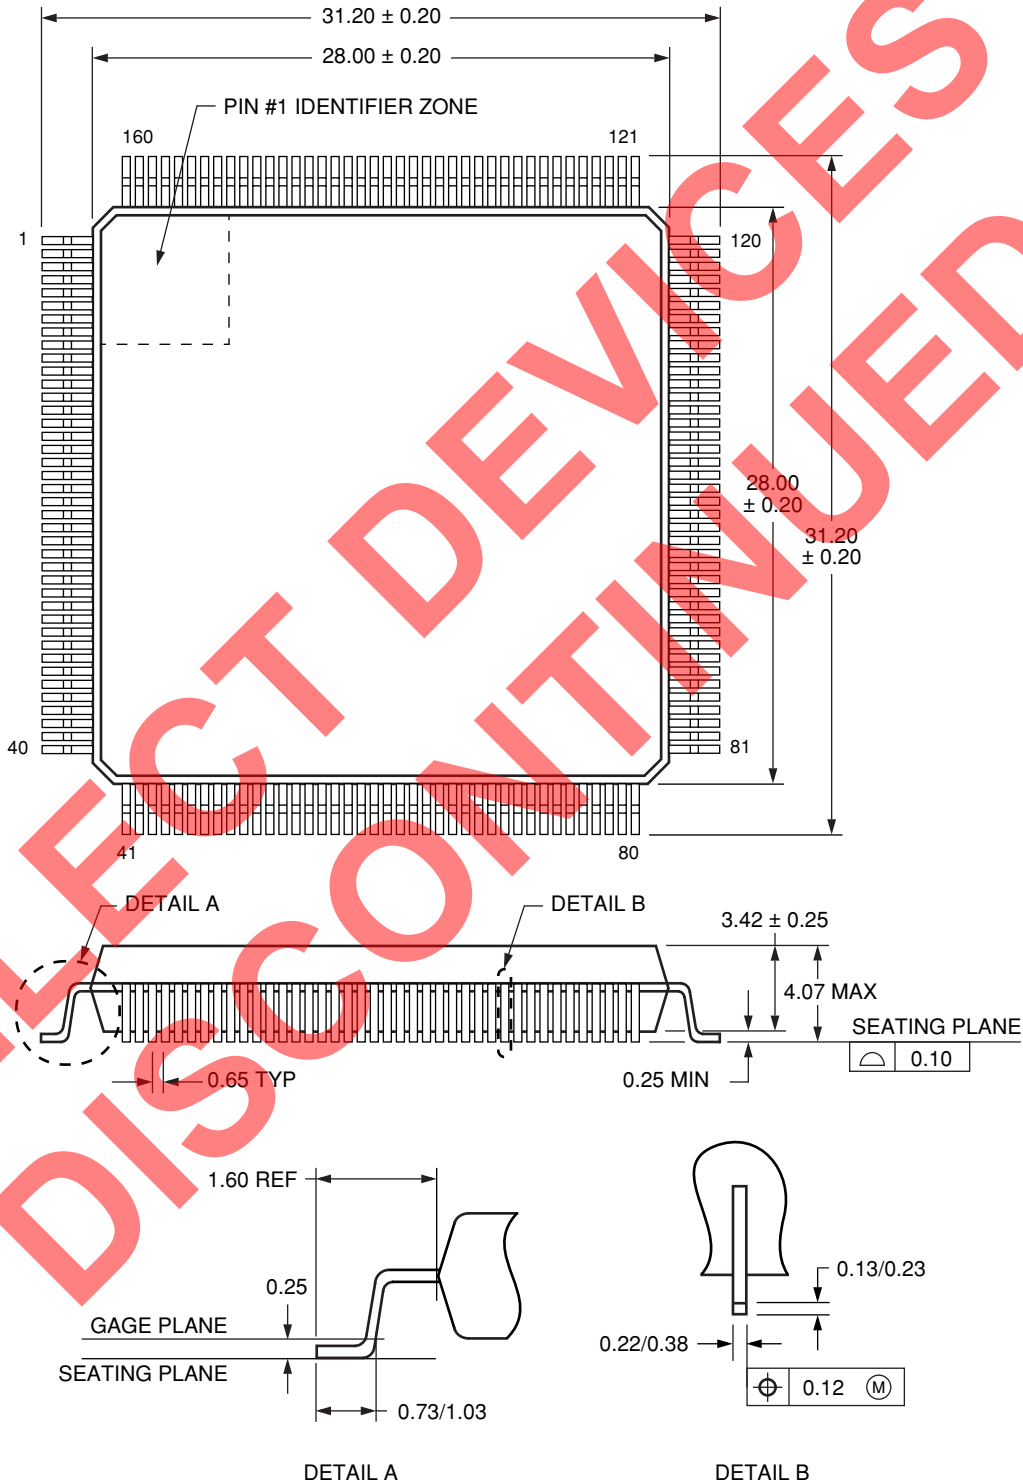 31.20 ± 0.20
28.00 ± 0.20
PIN #1 IDENTIFIER ZONE
160
121
1
120
28.00
± 0.20
31.20
± 0.20
40
81
41
80
DETAIL A
DETAIL B
3.42 ± 0.25
4.07 MAX
SEATING PLANE
0.10
0.65 TYP
0.25 MIN
1.60 REF
0.25
GAGE PLANE
SEATING PLANE
0.73/1.03
0.13/0.23
0.22/0.38
0.12 Ⓜ
DETAIL A
DETAIL B
LECT DEVICES
DISCONTINUED